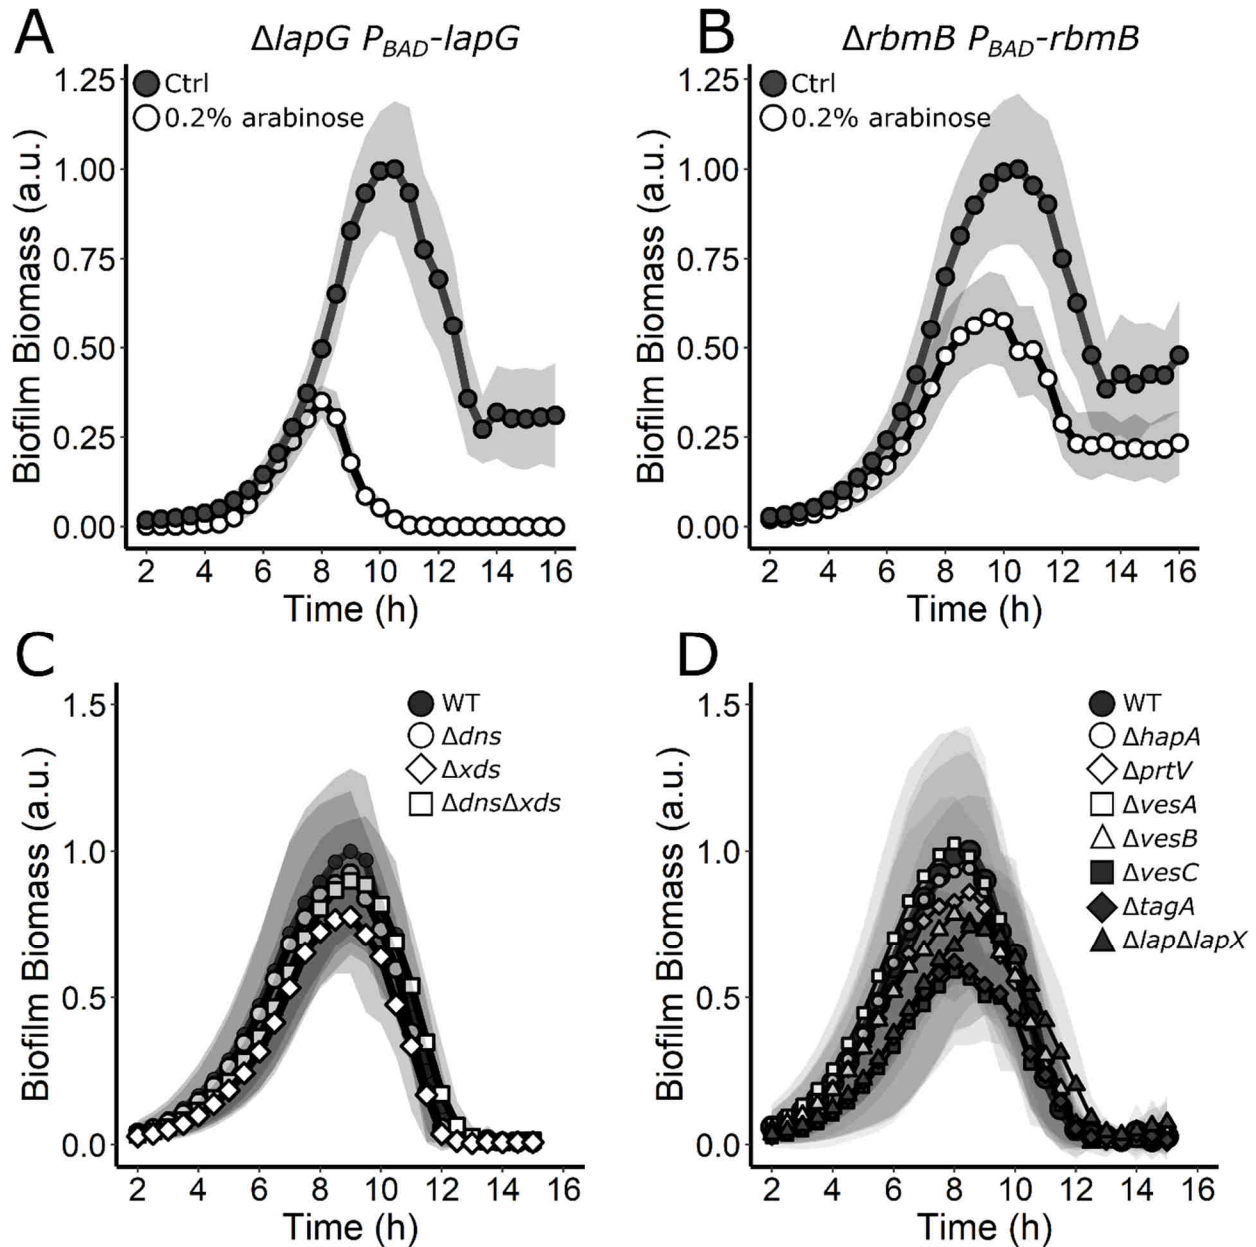 A
ΔlapG P_BAD-lapG
Ctrl
0.2% arabinose
Biofilm Biomass (a.u.)
1.25
1.00
0.75
0.50
0.25
0.00
2 4 6 8 10 12 14 16
Time (h)
B
ΔrbmB P_BAD-rbmB
Ctrl
0.2% arabinose
Biofilm Biomass (a.u.)
1.25
1.00
0.75
0.50
0.25
0.00
2 4 6 8 10 12 14 16
Time (h)
C
WT
Δdns
Δxds
ΔdnsΔxds
Biofilm Biomass (a.u.)
1.5
1.0
0.5
0.0
2 4 6 8 10 12 14 16
Time (h)
D
WT
ΔhapA
ΔprtV
ΔvesA
ΔvesB
ΔvesC
ΔtagA
ΔlapΔlapX
Biofilm Biomass (a.u.)
1.5
1.0
0.5
0.0
2 4 6 8 10 12 14 16
Time (h)